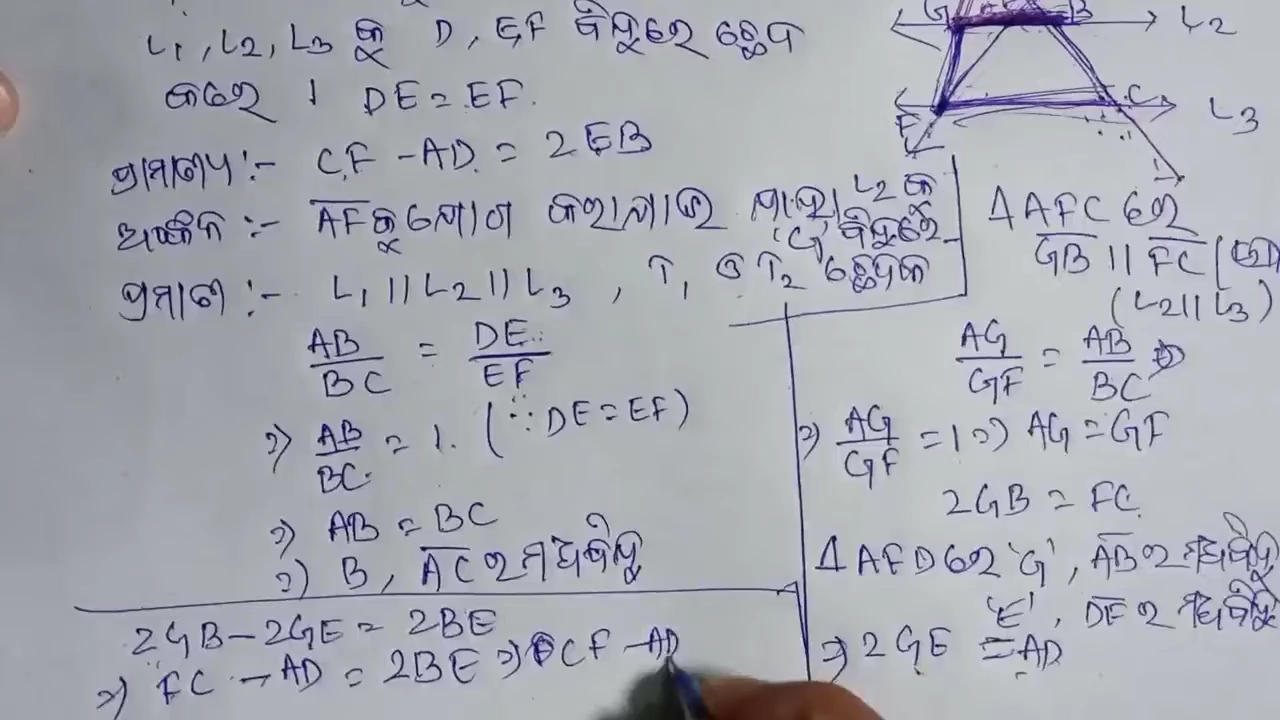 L1, L2, L3 କୁ D, E, F ବିନ୍ଦୁରେ ଛେଦ
କରେ । DE = EF.
ପ୍ରାମାଣ୍ୟ :- CF - AD = 2EB
ଅଙ୍କନ :- AF କୁ ଯୋଗ କରାଯାଉ ଯାହା L2 କୁ
'G' ବିନ୍ଦୁରେ
ପ୍ରମାଣ :- L1 || L2 || L3 , T1 ଓ T2 ଛେଦକ
AB/BC = DE/EF
⇒) AB/BC = 1. (∵ DE = EF)
⇒) AB = BC
⇒) B, AC ର ମଧ୍ୟବିନ୍ଦୁ
2GB - 2GE = 2BE
⇒) FC - AD = 2BE ⇒) CF - AD
G B L2
F C L3
Δ AFC ରେ
GB || FC
(L2 || L3)
AG/GF = AB/BC
⇒) AG/GF = 1 ⇒) AG = GF
2GB = FC
Δ AFD ରେ 'G', AB ର ମଧ୍ୟବିନ୍ଦୁ
'E', DE ର ମଧ୍ୟବିନ୍ଦୁ
⇒) 2GE = AD